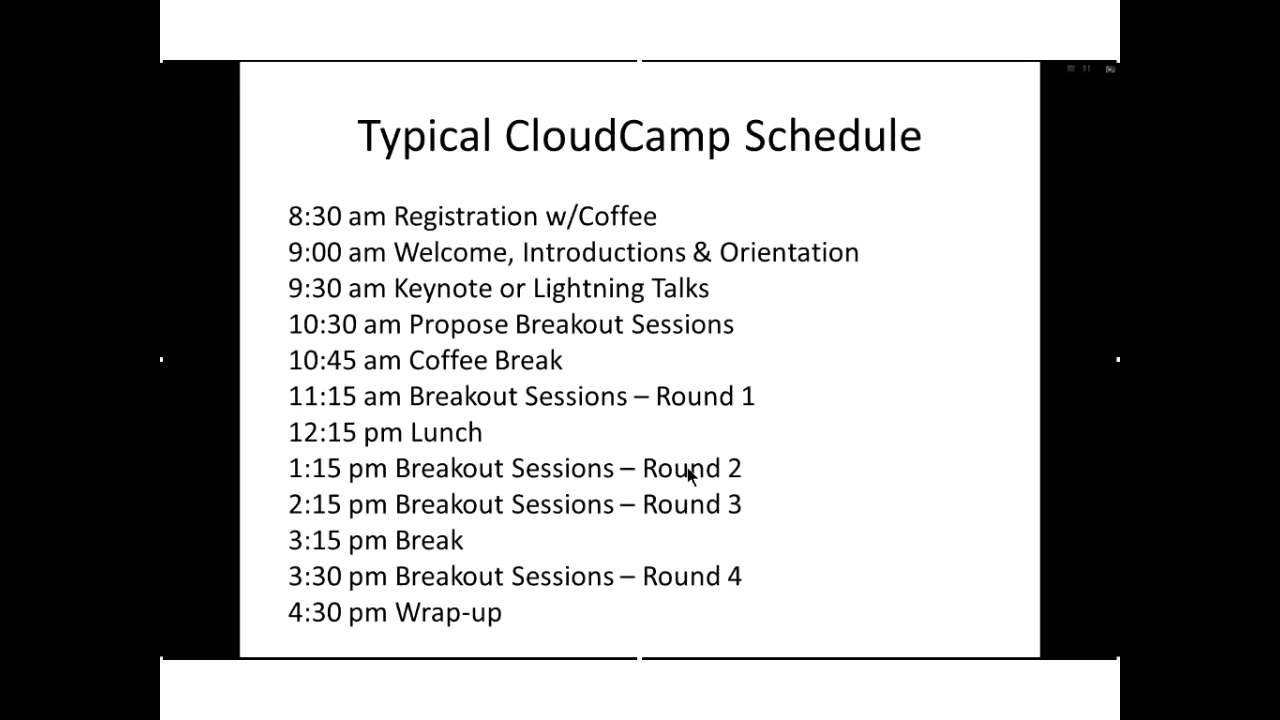 Typical CloudCamp Schedule
8:30 am Registration w/Coffee
9:00 am Welcome, Introductions & Orientation
9:30 am Keynote or Lightning Talks
10:30 am Propose Breakout Sessions
10:45 am Coffee Break
11:15 am Breakout Sessions – Round 1
12:15 pm Lunch
1:15 pm Breakout Sessions – Round 2
2:15 pm Breakout Sessions – Round 3
3:15 pm Break
3:30 pm Breakout Sessions – Round 4
4:30 pm Wrap-up